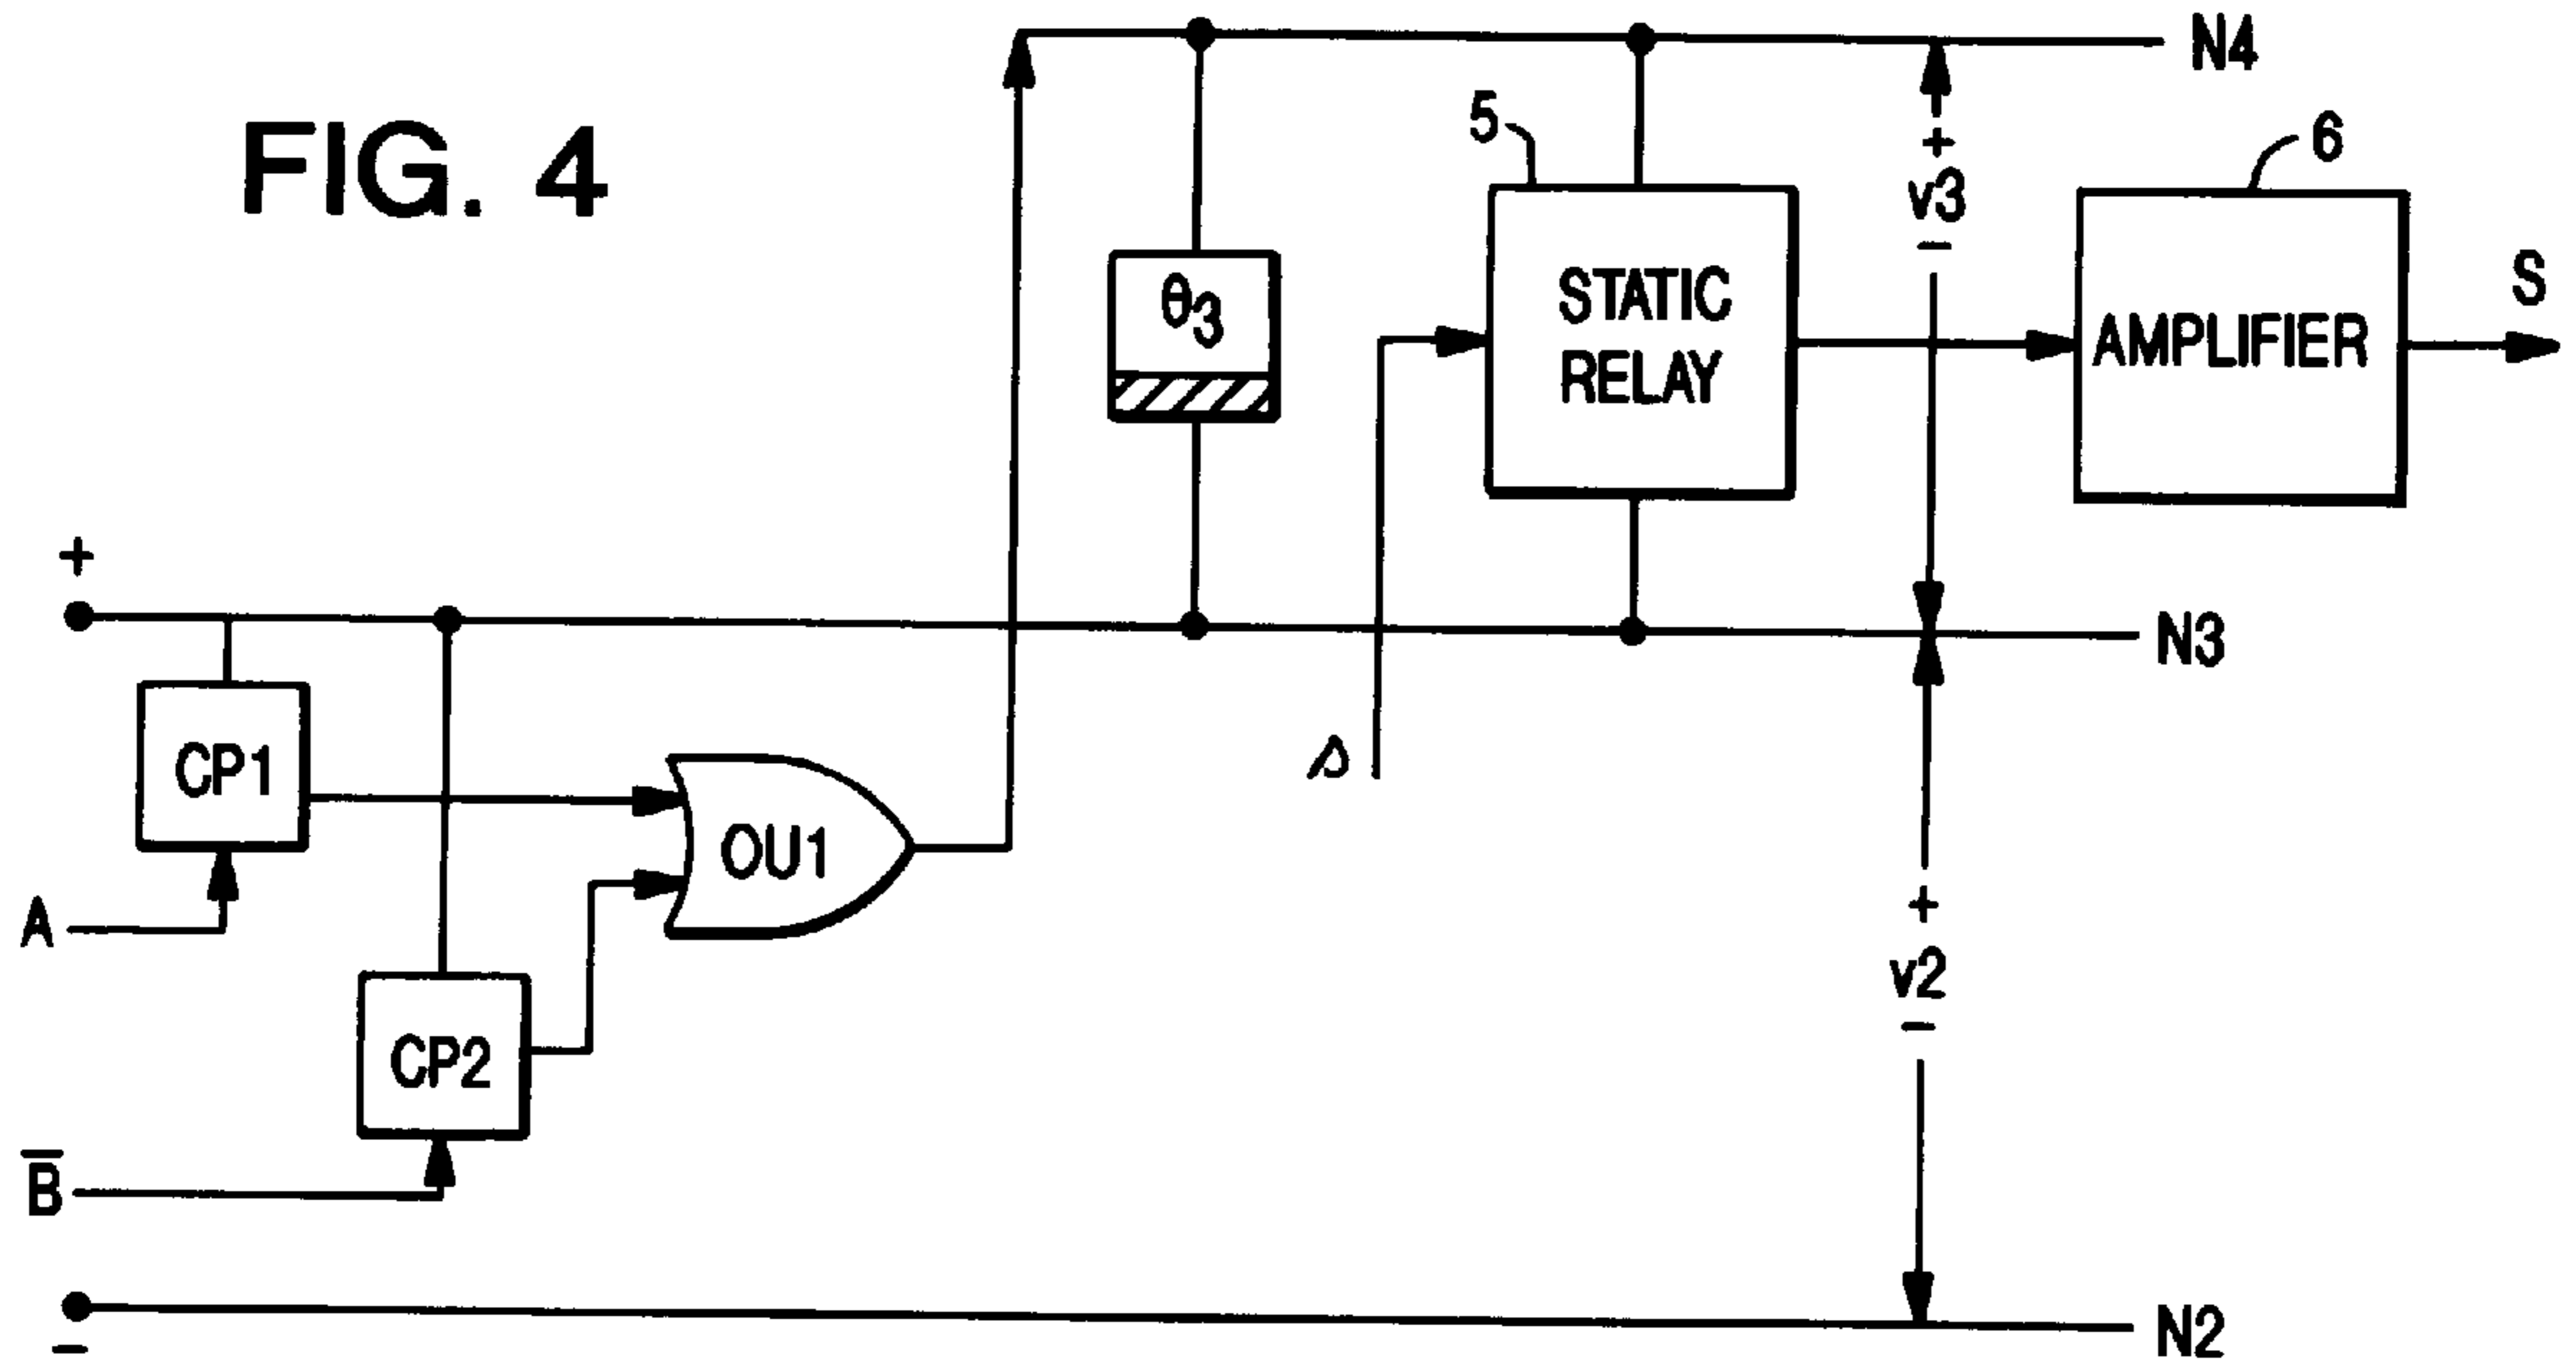 FIG. 4
N4
5
+
v3
−
6
θ3
STATIC
RELAY
AMPLIFIER
S
+
N3
CP1
OU1
s
A
+
v2
−
CP2
B̅
N2
−